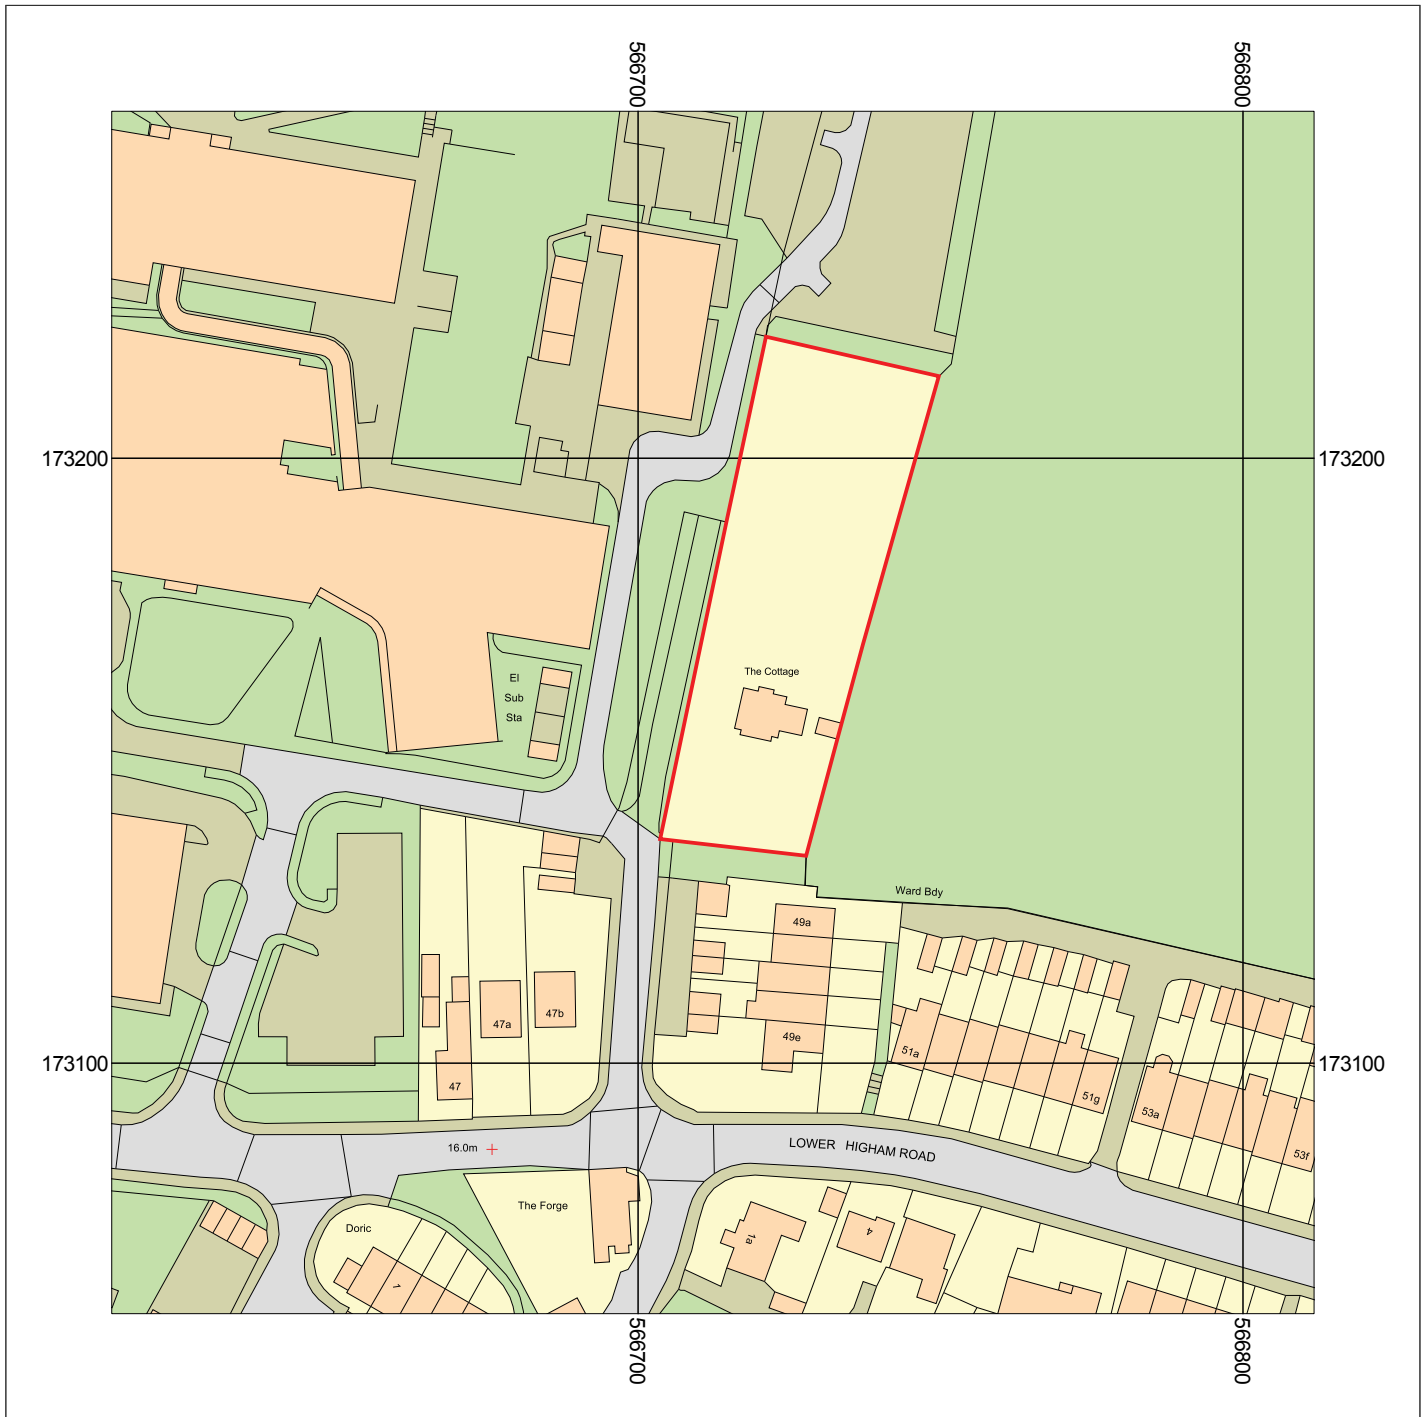 566700
566800
173200
173200
The Cottage
El
Sub
Sta
Ward Bdy
49a
47b
47a
49e
51a
173100
173100
47
51g
53a
16.0m
LOWER HIGHAM ROAD
53f
The Forge
Doric
4
1a
1
566700
566800